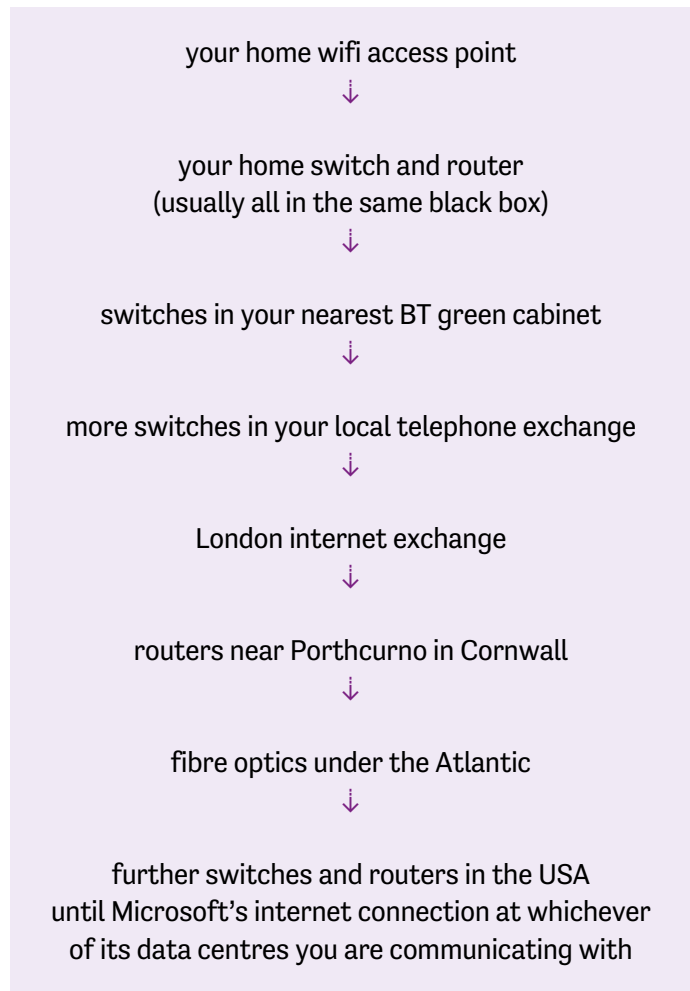 your home wifi access point
your home switch and router
(usually all in the same black box)
switches in your nearest BT green cabinet
more switches in your local telephone exchange
London internet exchange
routers near Porthcurno in Cornwall
fibre optics under the Atlantic
further switches and routers in the USA
until Microsoft’s internet connection at whichever
of its data centres you are communicating with